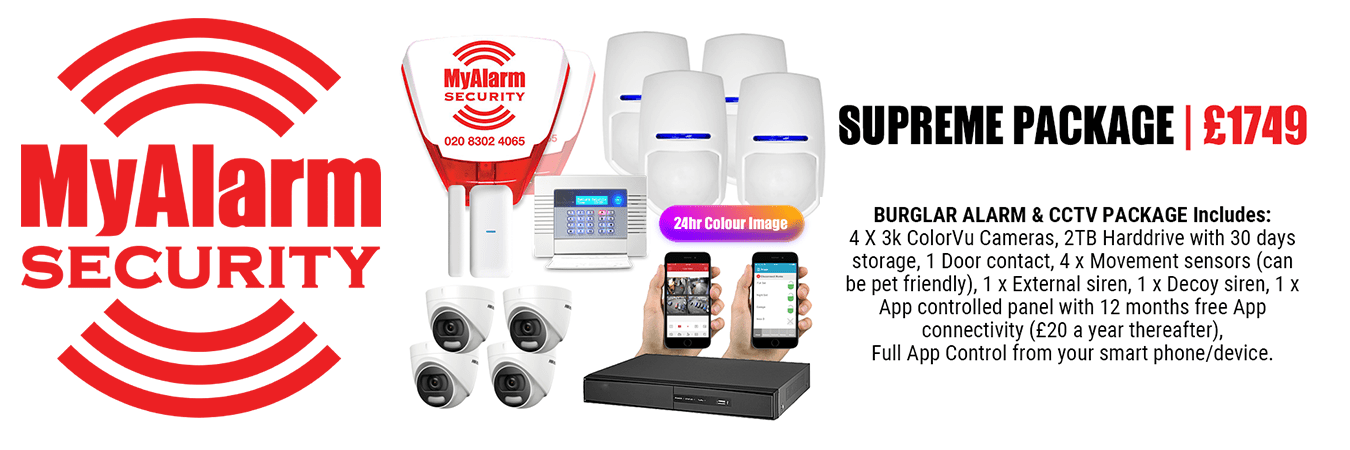 MyAlarm
SECURITY
MyAlarm
SECURITY
020 8302 4065
65
24hr Colour Image
SUPREME PACKAGE | £1749
BURGLAR ALARM & CCTV PACKAGE Includes:
4 X 3k ColorVu Cameras, 2TB Harddrive with 30 days
storage, 1 Door contact, 4 x Movement sensors (can
be pet friendly), 1 x External siren, 1 x Decoy siren, 1 x
App controlled panel with 12 months free App
connectivity (£20 a year thereafter),
Full App Control from your smart phone/device.